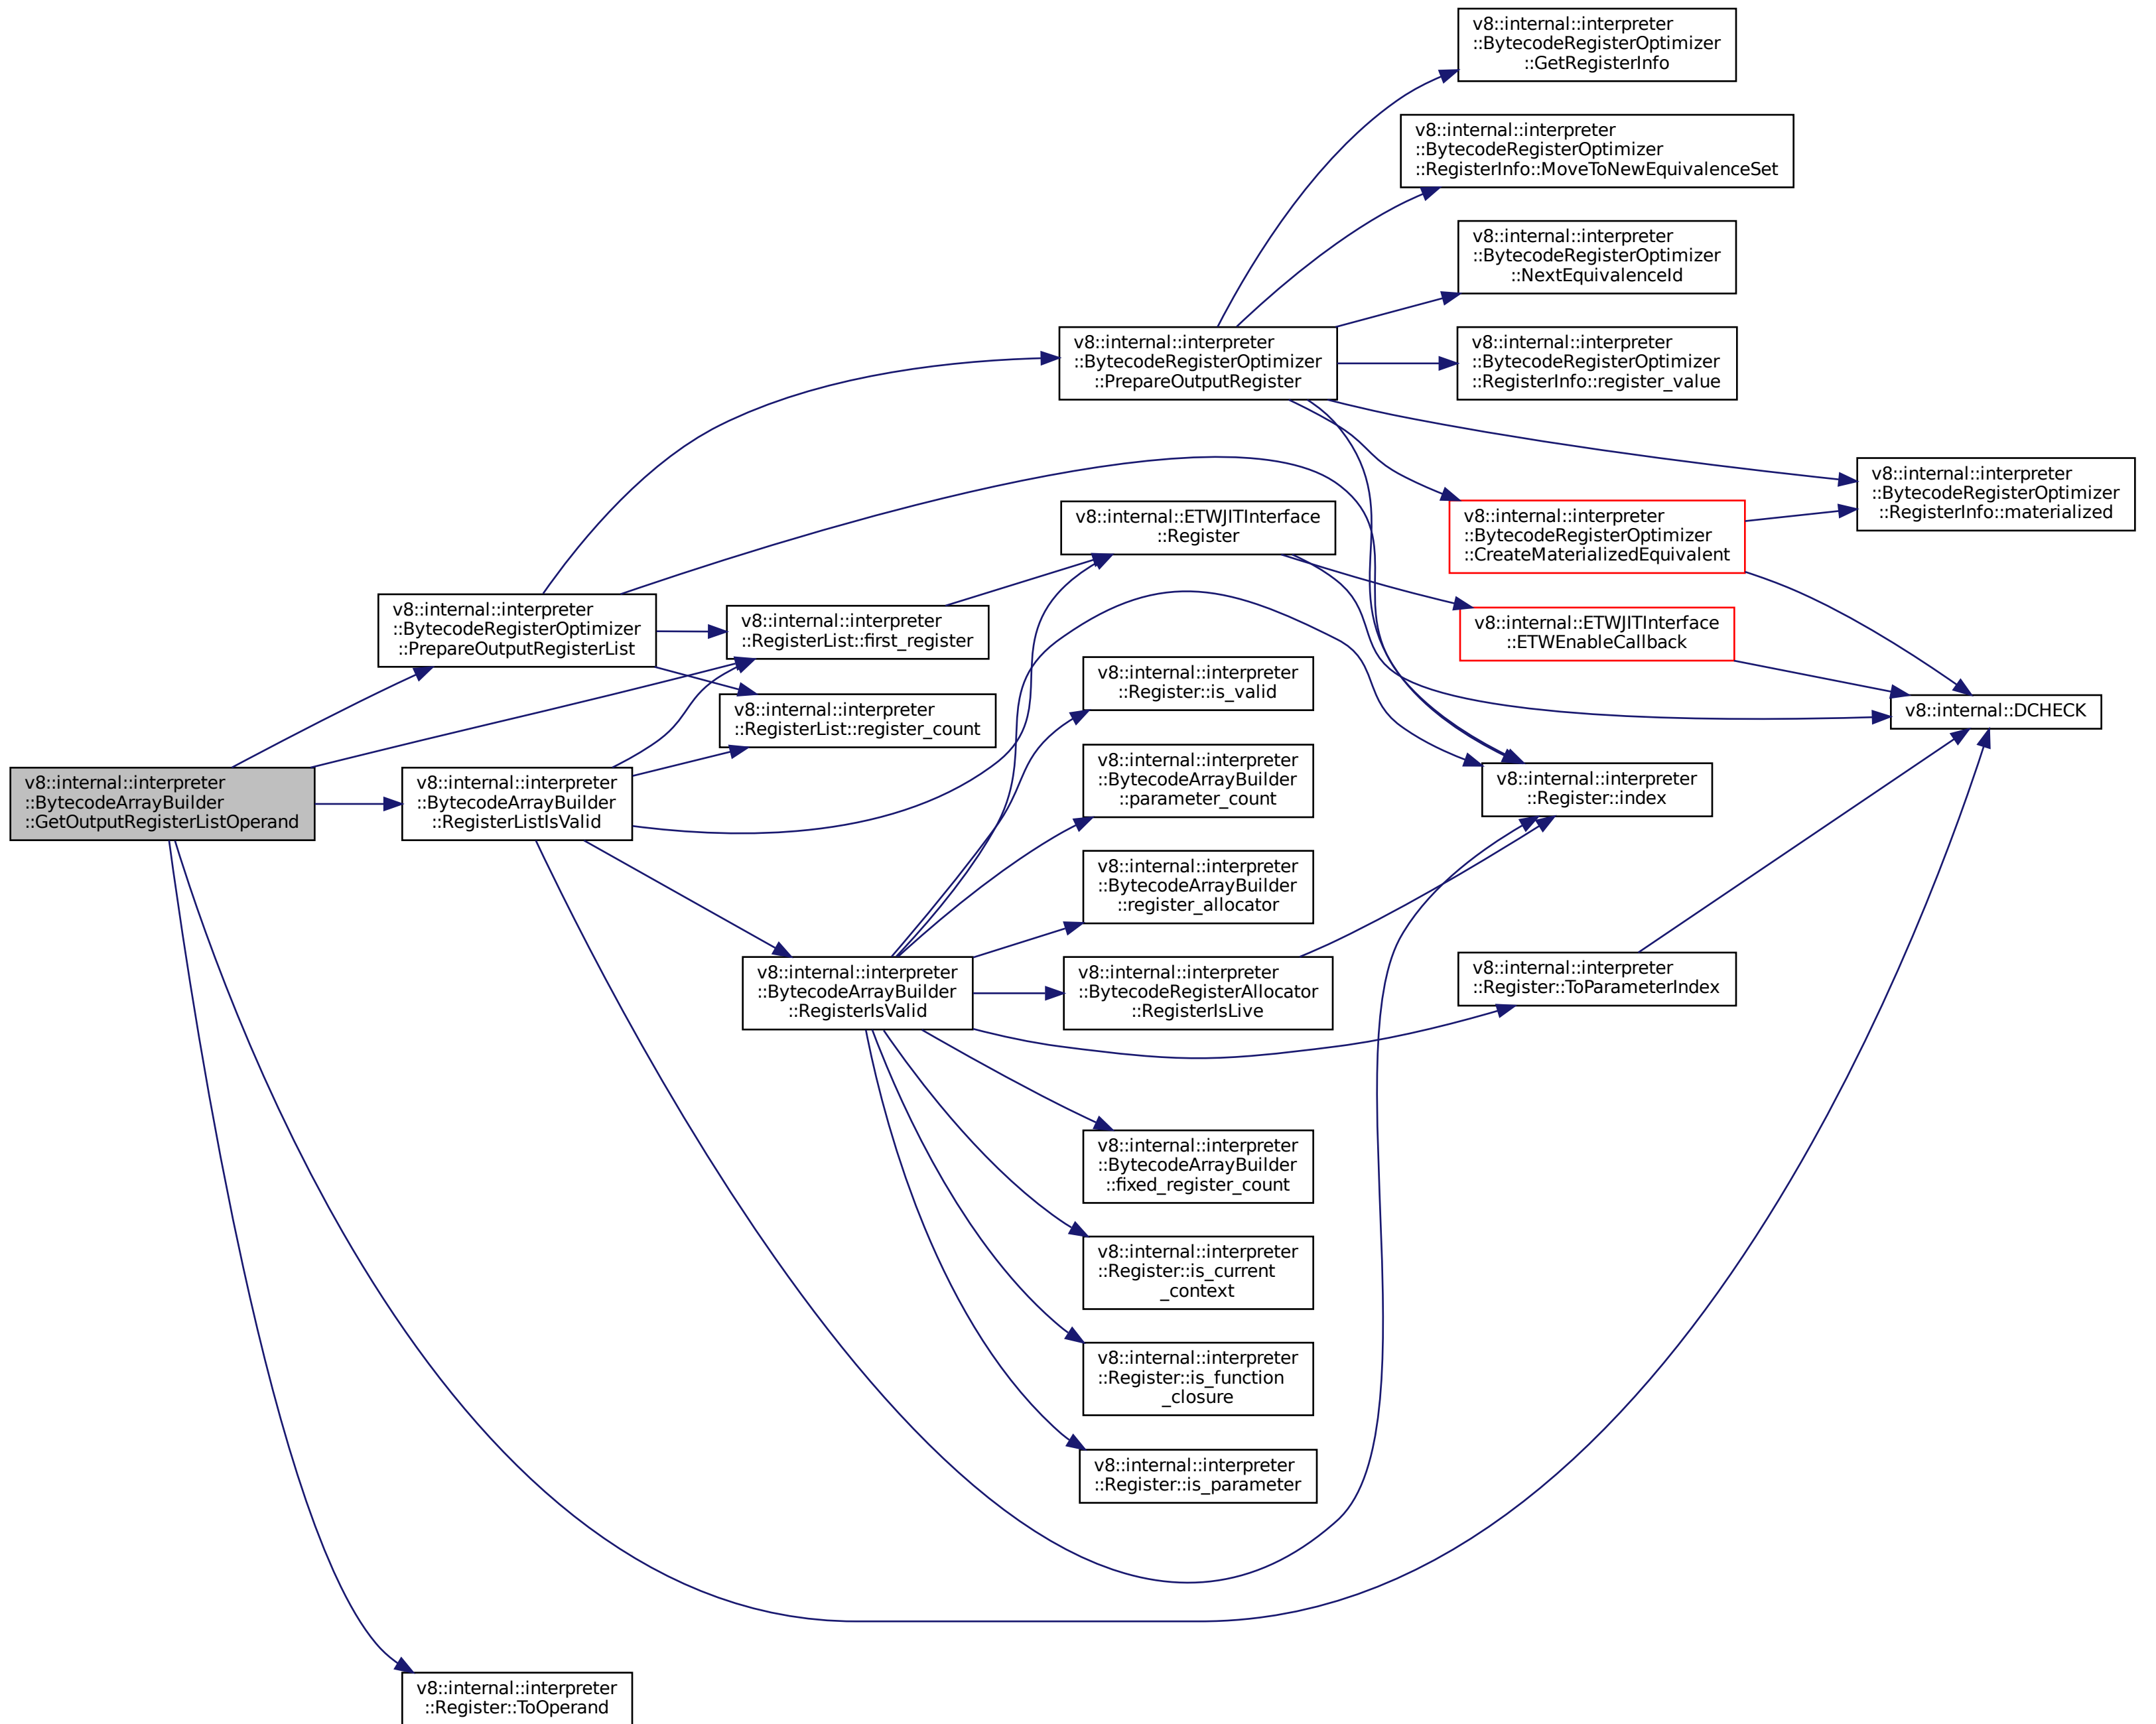 v8::internal::interpreter
::BytecodeRegisterOptimizer
::GetRegisterInfo
v8::internal::interpreter
::BytecodeRegisterOptimizer
::RegisterInfo::MoveToNewEquivalenceSet
v8::internal::interpreter
::BytecodeRegisterOptimizer
::NextEquivalenceId
v8::internal::interpreter
::BytecodeRegisterOptimizer
::PrepareOutputRegister
v8::internal::interpreter
::BytecodeRegisterOptimizer
::RegisterInfo::register_value
v8::internal::interpreter
::BytecodeRegisterOptimizer
::RegisterInfo::materialized
v8::internal::ETWJITInterface
::Register
v8::internal::interpreter
::BytecodeRegisterOptimizer
::CreateMaterializedEquivalent
v8::internal::interpreter
::BytecodeRegisterOptimizer
::PrepareOutputRegisterList
v8::internal::interpreter
::RegisterList::first_register
v8::internal::ETWJITInterface
::ETWEnableCallback
v8::internal::interpreter
::Register::is_valid
v8::internal::interpreter
::RegisterList::register_count
v8::internal::DCHECK
v8::internal::interpreter
::BytecodeArrayBuilder
::GetOutputRegisterListOperand
v8::internal::interpreter
::BytecodeArrayBuilder
::RegisterListIsValid
v8::internal::interpreter
::BytecodeArrayBuilder
::parameter_count
v8::internal::interpreter
::Register::index
v8::internal::interpreter
::BytecodeArrayBuilder
::register_allocator
v8::internal::interpreter
::BytecodeArrayBuilder
::RegisterIsValid
v8::internal::interpreter
::BytecodeRegisterAllocator
::RegisterIsLive
v8::internal::interpreter
::Register::ToParameterIndex
v8::internal::interpreter
::BytecodeArrayBuilder
::fixed_register_count
v8::internal::interpreter
::Register::is_current
_context
v8::internal::interpreter
::Register::is_function
_closure
v8::internal::interpreter
::Register::is_parameter
v8::internal::interpreter
::Register::ToOperand